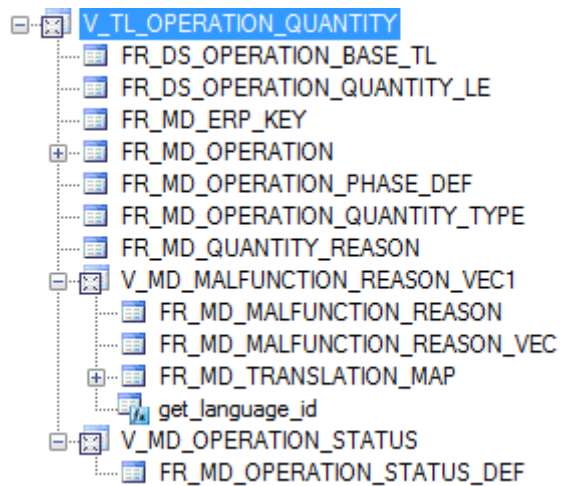 V_TL_OPERATION_QUANTITY
FR_DS_OPERATION_BASE_TL
FR_DS_OPERATION_QUANTITY_LE
FR_MD_ERP_KEY
FR_MD_OPERATION
FR_MD_OPERATION_PHASE_DEF
FR_MD_OPERATION_QUANTITY_TYPE
FR_MD_QUANTITY_REASON
V_MD_MALFUNCTION_REASON_VEC1
FR_MD_MALFUNCTION_REASON
FR_MD_MALFUNCTION_REASON_VEC
FR_MD_TRANSLATION_MAP
get_language_id
V_MD_OPERATION_STATUS
FR_MD_OPERATION_STATUS_DEF